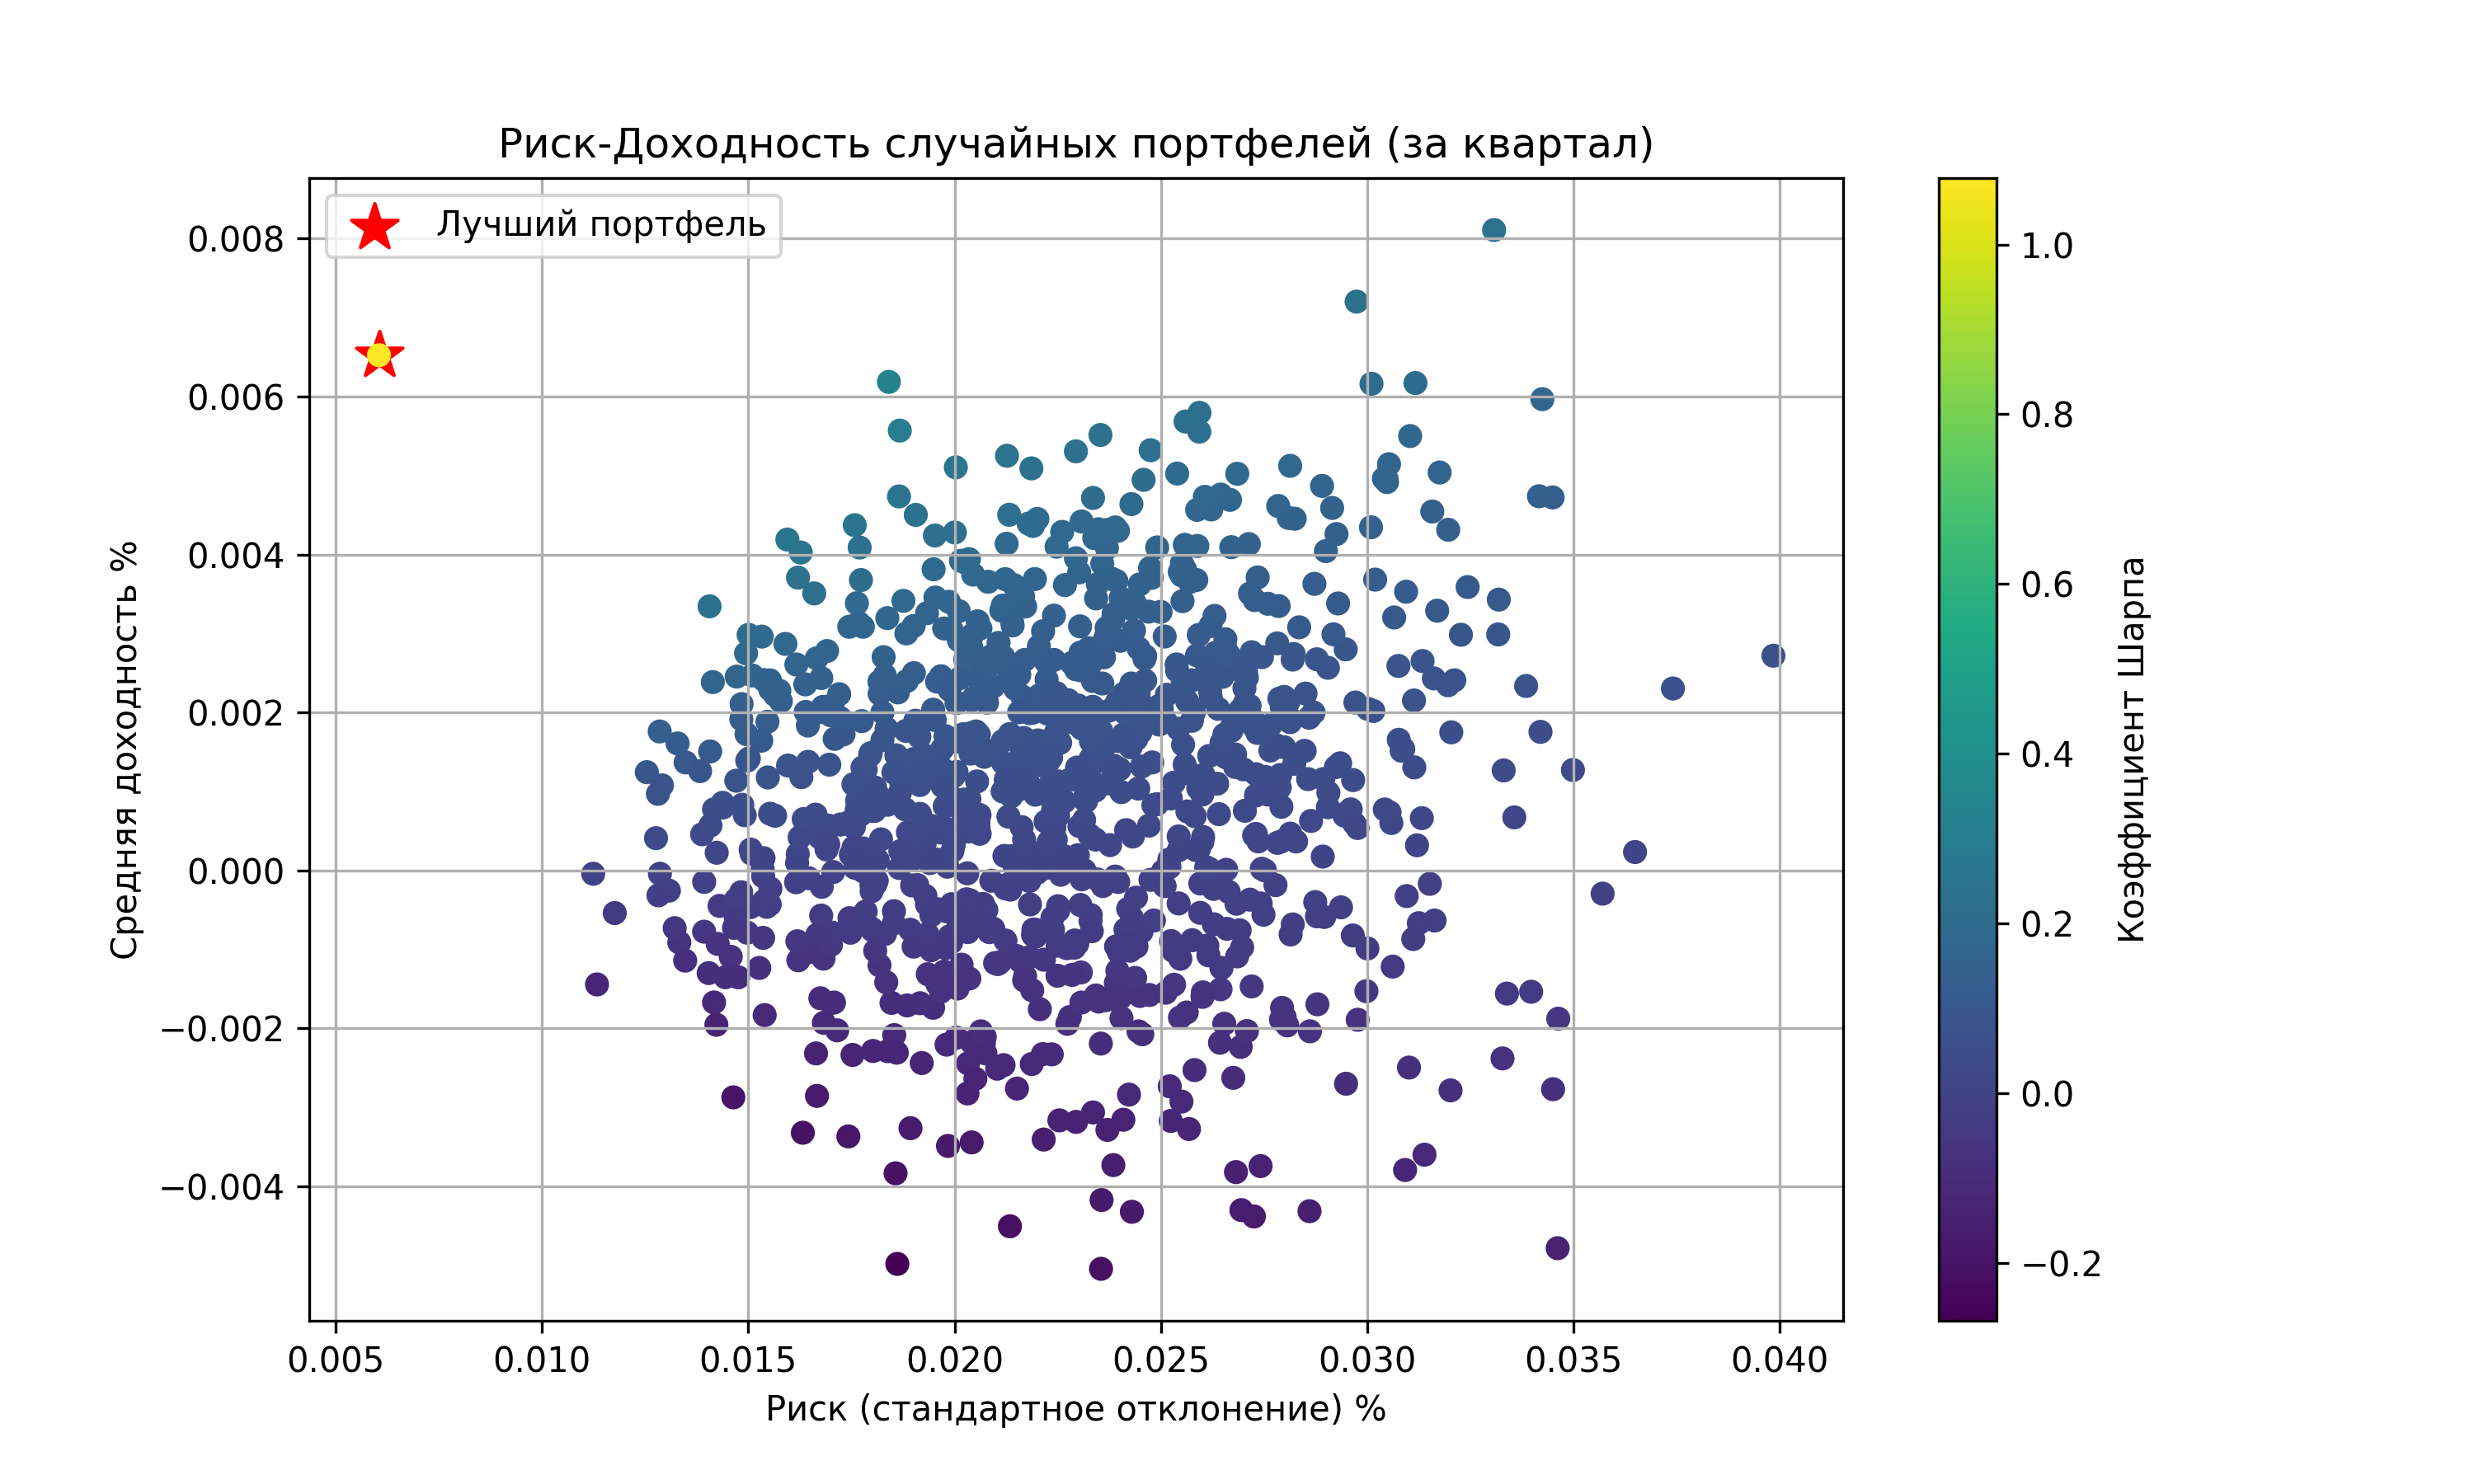 Риск-Доходность случайных портфелей (за квартал)
Лучший портфель
Средняя доходность %
0.008
0.006
0.004
0.002
0.000
−0.002
−0.004
0.005 0.010 0.015 0.020 0.025 0.030 0.035 0.040
Риск (стандартное отклонение) %
1.0
0.8
0.6
0.4
0.2
0.0
−0.2
Коэффициент Шарпа